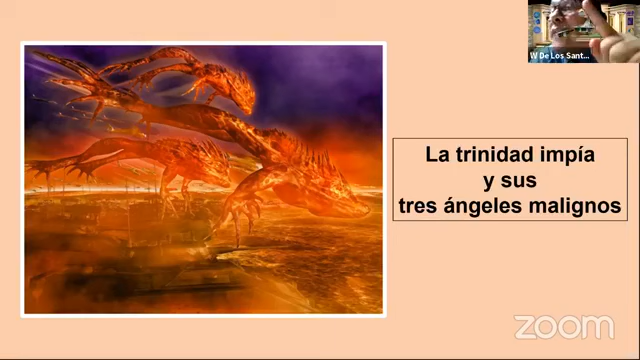 W De Los Sant...
La trinidad impía
y sus
tres ángeles malignos
zoom